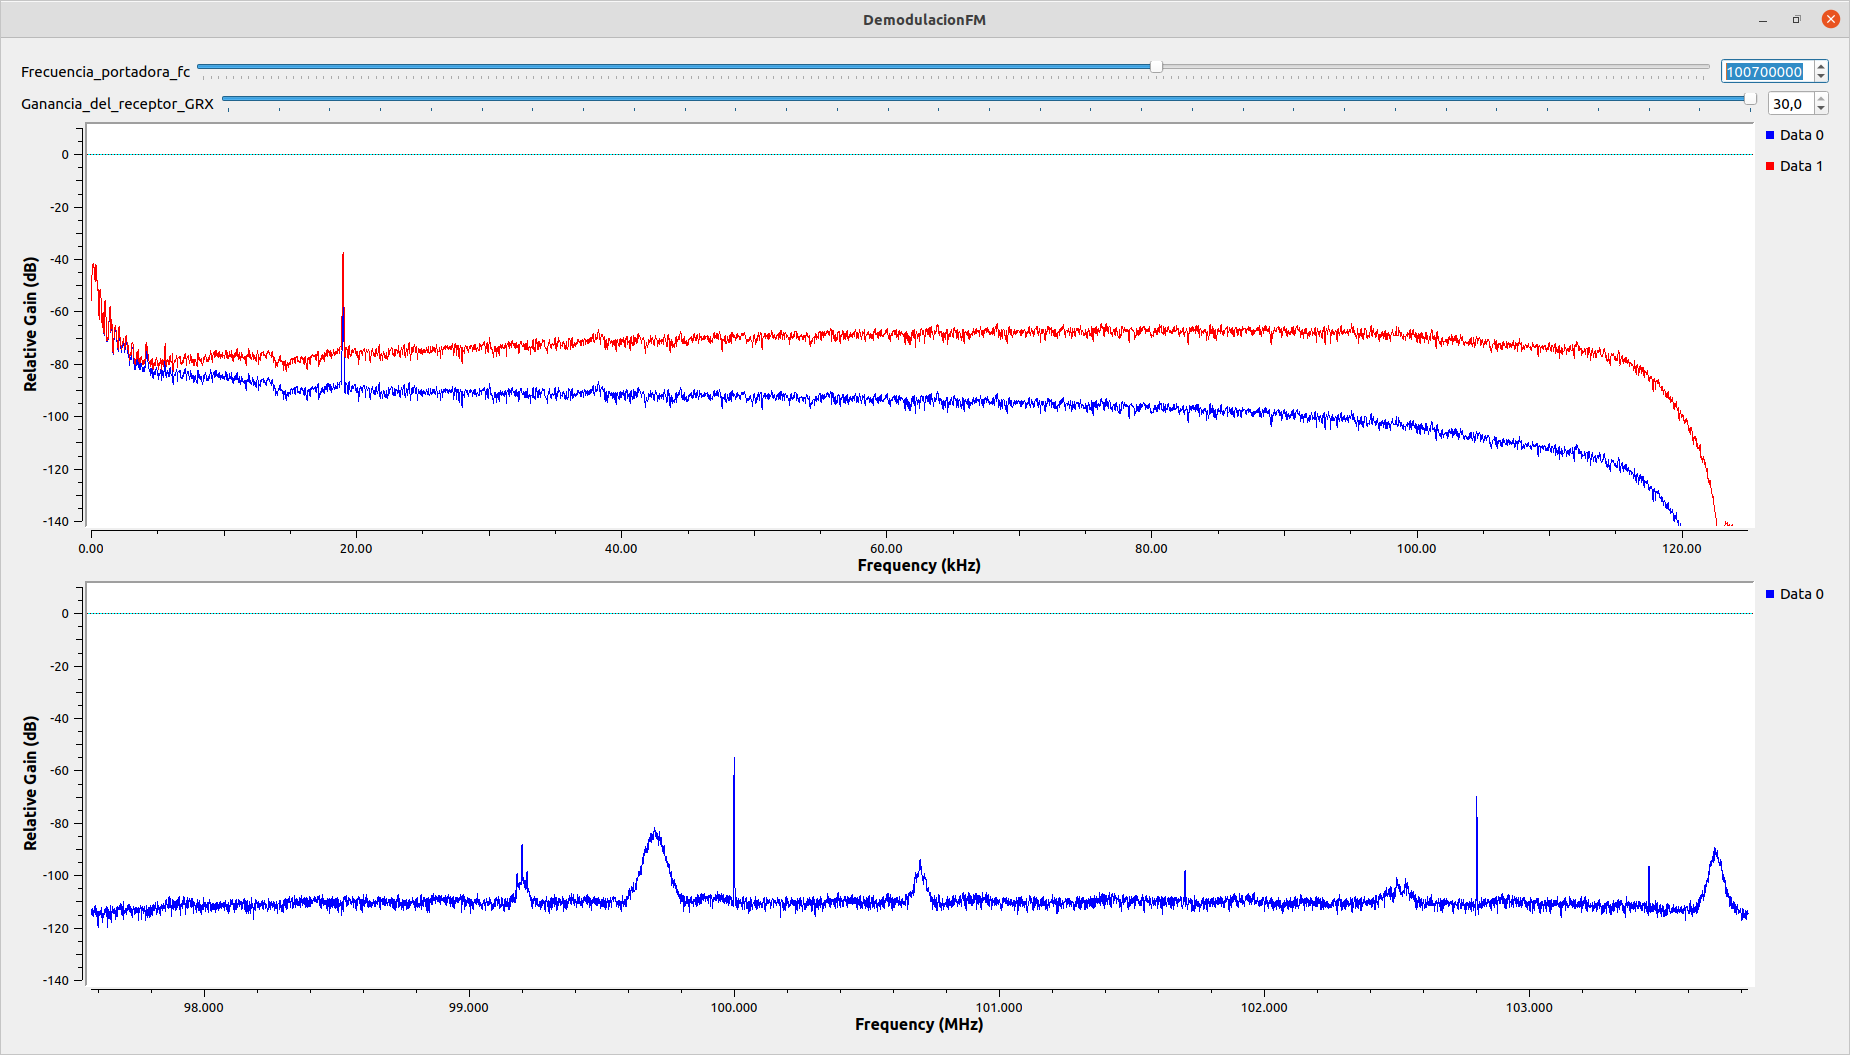 DemodulacionFM
Frecuencia_portadora_fc
100700000
Ganancia_del_receptor_GRX
30,0
Data 0
Data 1
Relative Gain (dB)
0
-20
-40
-60
-80
-100
-120
-140
0.00 20.00 40.00 60.00 80.00 100.00 120.00
Frequency (kHz)
Data 0
Relative Gain (dB)
0
-20
-40
-60
-80
-100
-120
-140
98.000 99.000 100.000 101.000 102.000 103.000
Frequency (MHz)